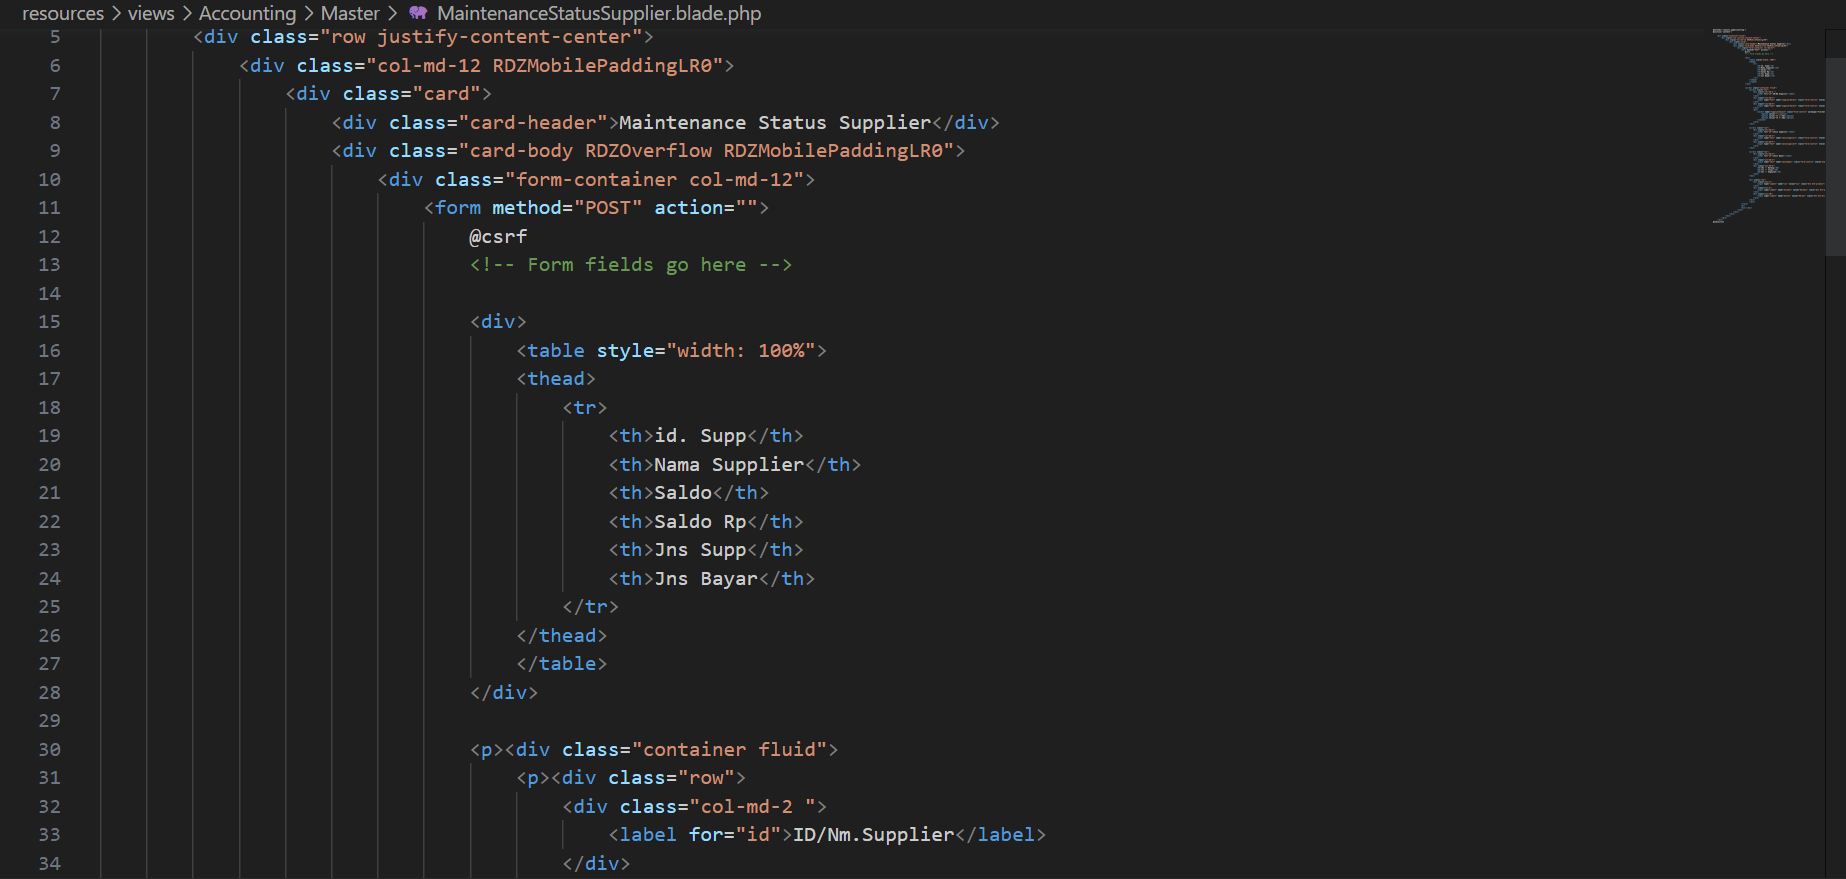 resources > views > Accounting > Master > MaintenanceStatusSupplier.blade.php
5 <div class="row justify-content-center">
6 <div class="col-md-12 RDZMobilePaddingLR0">
7 <div class="card">
8 <div class="card-header">Maintenance Status Supplier</div>
9 <div class="card-body RDZOverflow RDZMobilePaddingLR0">
10 <div class="form-container col-md-12">
11 <form method="POST" action="">
12 @csrf
13 <!-- Form fields go here -->
14
15 <div>
16 <table style="width: 100%">
17 <thead>
18 <tr>
19 <th>id. Supp</th>
20 <th>Nama Supplier</th>
21 <th>Saldo</th>
22 <th>Saldo Rp</th>
23 <th>Jns Supp</th>
24 <th>Jns Bayar</th>
25 </tr>
26 </thead>
27 </table>
28 </div>
29
30 <p><div class="container fluid">
31 <p><div class="row">
32 <div class="col-md-2 ">
33 <label for="id">ID/Nm.Supplier</label>
34 </div>